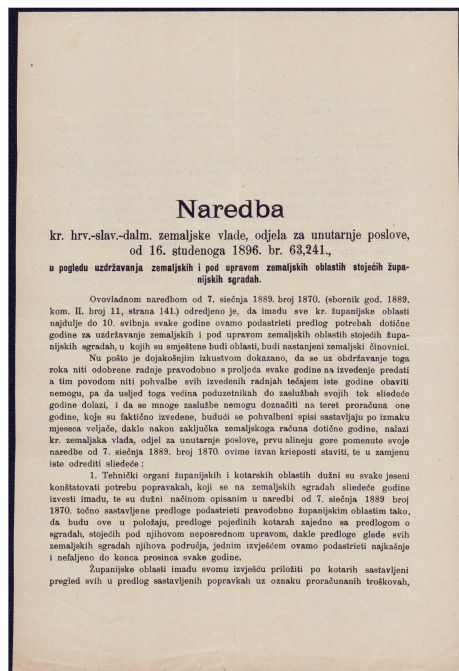 Naredba
kr. hrv.-slav.-dalm. zemaljske vlade, odjela za unutarnje poslove,
od 16. studenoga 1896. br. 63,241.,
u pogledu uzdržavanja zemaljskih i pod upravom zemaljskih oblastih stojećih župa-
nijskih sgradah.
Ovovladnom naredbom od 7. siečnja 1889. broj 1870. (sbornik god. 1889.
kom. II. broj 11, strana 141.) odredjeno je, da imadu sve kr. županijske oblasti
najdulje do 10. svibnja svake godine ovamo podastrieti predlog potrebah dotične
godine za uzdržavanje zemaljskih i pod upravom zemaljskih oblastih stojećih župa-
nijskih sgradah, u kojih su smještene budi oblasti, budi nastanjeni zemaljski činovnici.
Nu pošto je dojakošnjim izkustvom dokazano, da se uz obdržavanje toga
roka niti odobrene radnje pravodobno s proljeća svake godine na izvedenje predati
a tim povodom niti pohvalbe svih izvedenih radnjah tečajem iste godine obaviti
nemogu, pa da usljed toga većina poduzetnikah do zaslužbah svojih tek sliedeće
godine dolazi, i da se mnoge zaslužbe nemogu doznačiti na teret proračuna one
godine, koje su faktično izvedene, budući se pohvalbeni spisi sastavljaju po izmaku
mjeseca veljače, dakle nakon zaključka zemaljskoga računa dotične godine, nalazi
kr. zemaljska vlada, odjel za unutarnje poslove, prvu alineju gore pomenute svoje
naredbe od 7. siečnja 1889. broj 1870. ovime izvan krieposti staviti, te u zamjenu
iste odrediti sliedeće:
1. Tehnički organi županijskih i kotarskih oblastih dužni su svake jeseni
konštatovati potrebu popravakah, koji se na zemaljskih sgradah sliedeće godine
izvesti imadu, te su dužni načinom opisanim u naredbi od 7. siečnja 1889 broj
1870. točno sastavljene predloge podastrieti pravodobno županijskim oblastim tako,
da budu ove u položaju, predloge pojedinih kotarah zajedno sa predlogom o
sgradah, stojećih pod njihovom neposrednom upravom, dakle predloge glede svih
zemaljskih sgradah njihova područja, jednim izvješćem ovamo podastrieti najkašnje
i nefaljeno do konca prosinca svake godine.
Županijske oblasti imadu svomu izvješću priložiti po kotarih sastavljeni
pregled svih u predlog sastavljenih popravkah uz oznaku proračunanih troškovah,